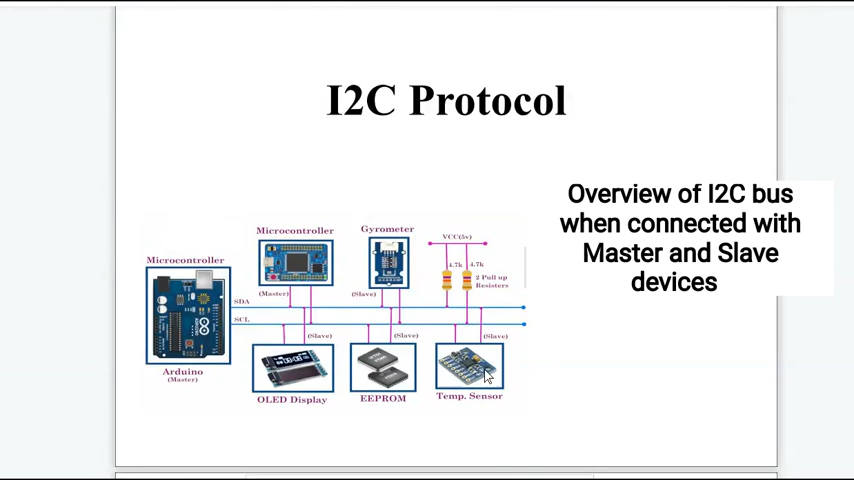 I2C Protocol
Overview of I2C bus
when connected with
Master and Slave
devices
Microcontroller
Gyrometer
VCC(5v)
Microcontroller
4.7k
4.7k
2 Pull up
Resisters
(Master)
(Slave)
SDA
SCL
(Slave)
(Slave)
(Slave)
Arduino
(Master)
OLED Display
EEPROM
Temp. Sensor